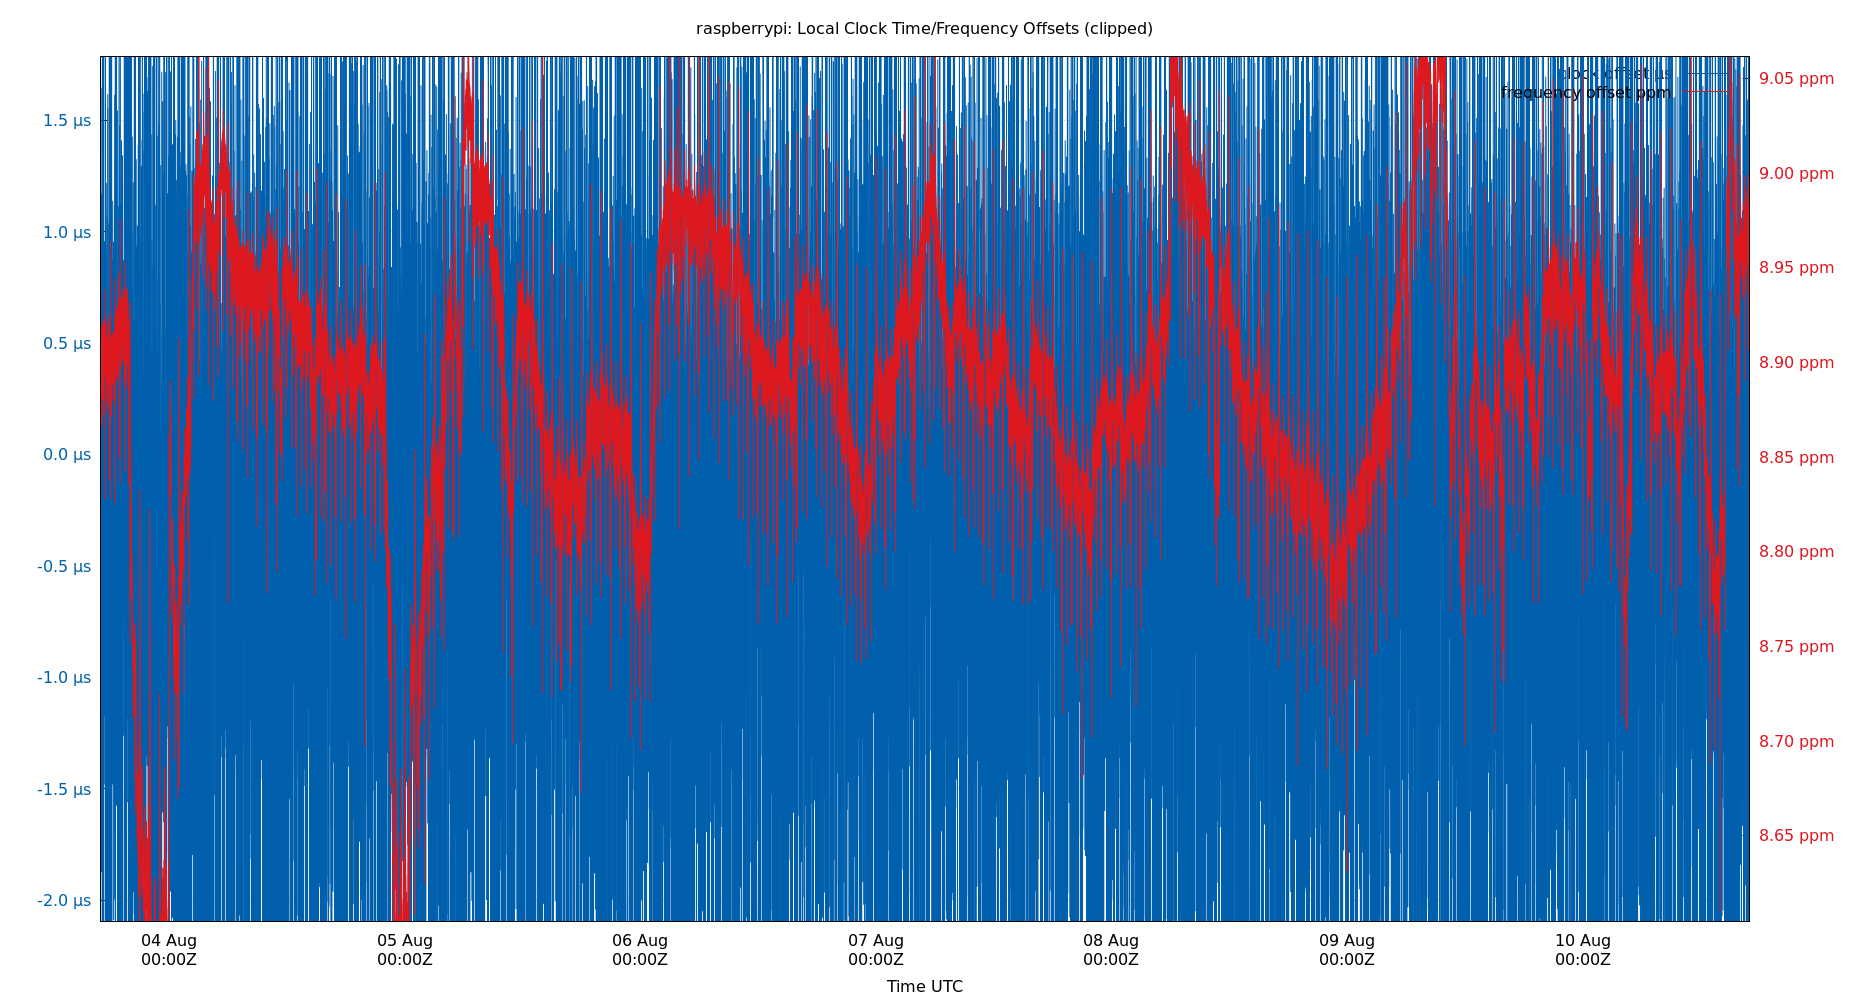 raspberrypi: Local Clock Time/Frequency Offsets (clipped)
clock offset µs
frequency offset ppm
1.5 µs
1.0 µs
0.5 µs
0.0 µs
-0.5 µs
-1.0 µs
-1.5 µs
-2.0 µs
9.05 ppm
9.00 ppm
8.95 ppm
8.90 ppm
8.85 ppm
8.80 ppm
8.75 ppm
8.70 ppm
8.65 ppm
04 Aug 05 Aug 06 Aug 07 Aug 08 Aug 09 Aug 10 Aug
00:00Z 00:00Z 00:00Z 00:00Z 00:00Z 00:00Z 00:00Z
Time UTC